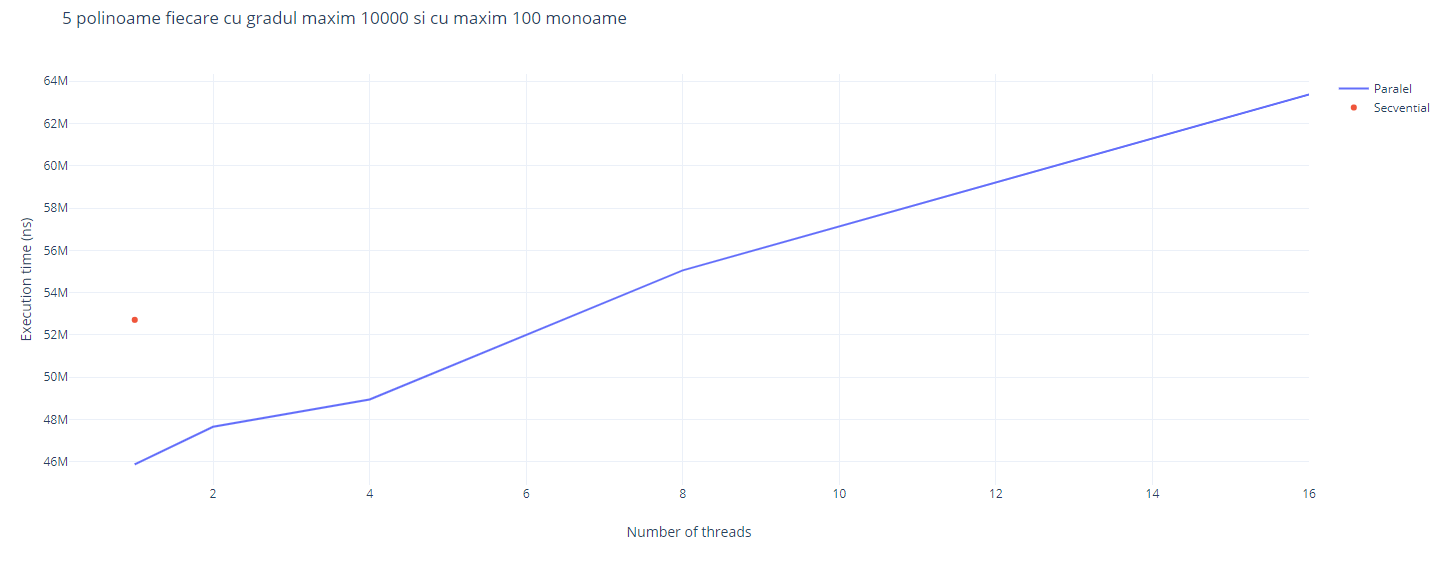 5 polinoame fiecare cu gradul maxim 10000 si cu maxim 100 monoame
64M
62M
60M
58M
56M
54M
52M
50M
48M
46M
Execution time (ns)
2 4 6 8 10 12 14 16
Number of threads
Paralel
Secvential